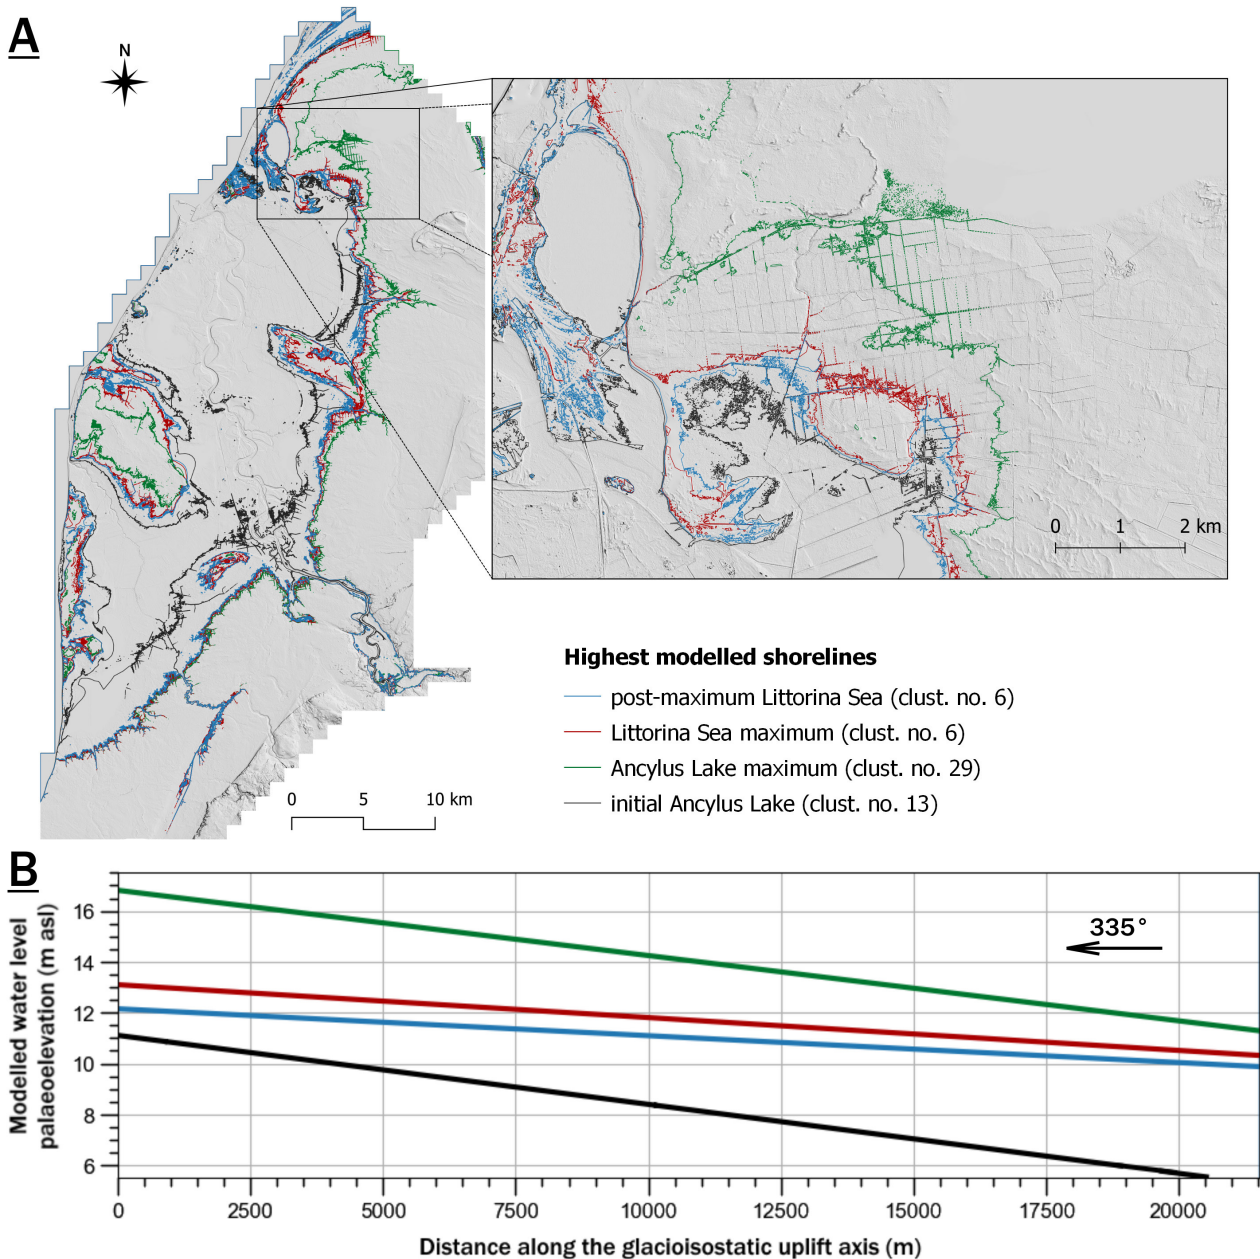 A
N
0 1 2 km
Highest modelled shorelines
post-maximum Littorina Sea (clust. no. 6)
Littorina Sea maximum (clust. no. 6)
Ancylus Lake maximum (clust. no. 29)
initial Ancylus Lake (clust. no. 13)
0 5 10 km
B
Modelled water level
palaeoelevation (m asl)
16
14
12
10
8
6
335°
0 2500 5000 7500 10000 12500 15000 17500 20000
Distance along the glacioisostatic uplift axis (m)